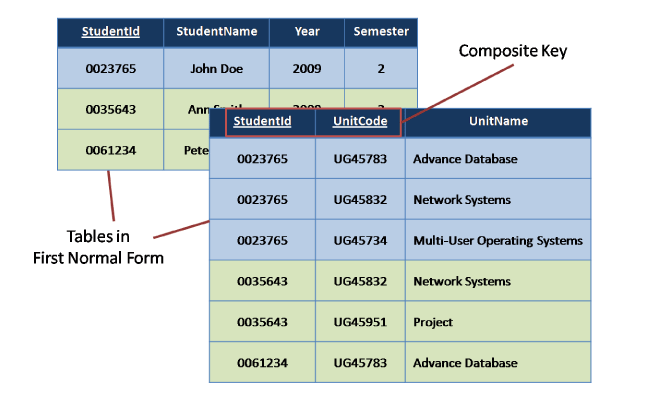 StudentId StudentName Year Semester
0023765 John Doe 2009 2
0035643
0061234
Composite Key
StudentId UnitCode UnitName
0023765 UG45783 Advance Database
0023765 UG45832 Network Systems
0023765 UG45734 Multi-User Operating Systems
0035643 UG45832 Network Systems
0035643 UG45951 Project
0061234 UG45783 Advance Database
Tables in
First Normal Form